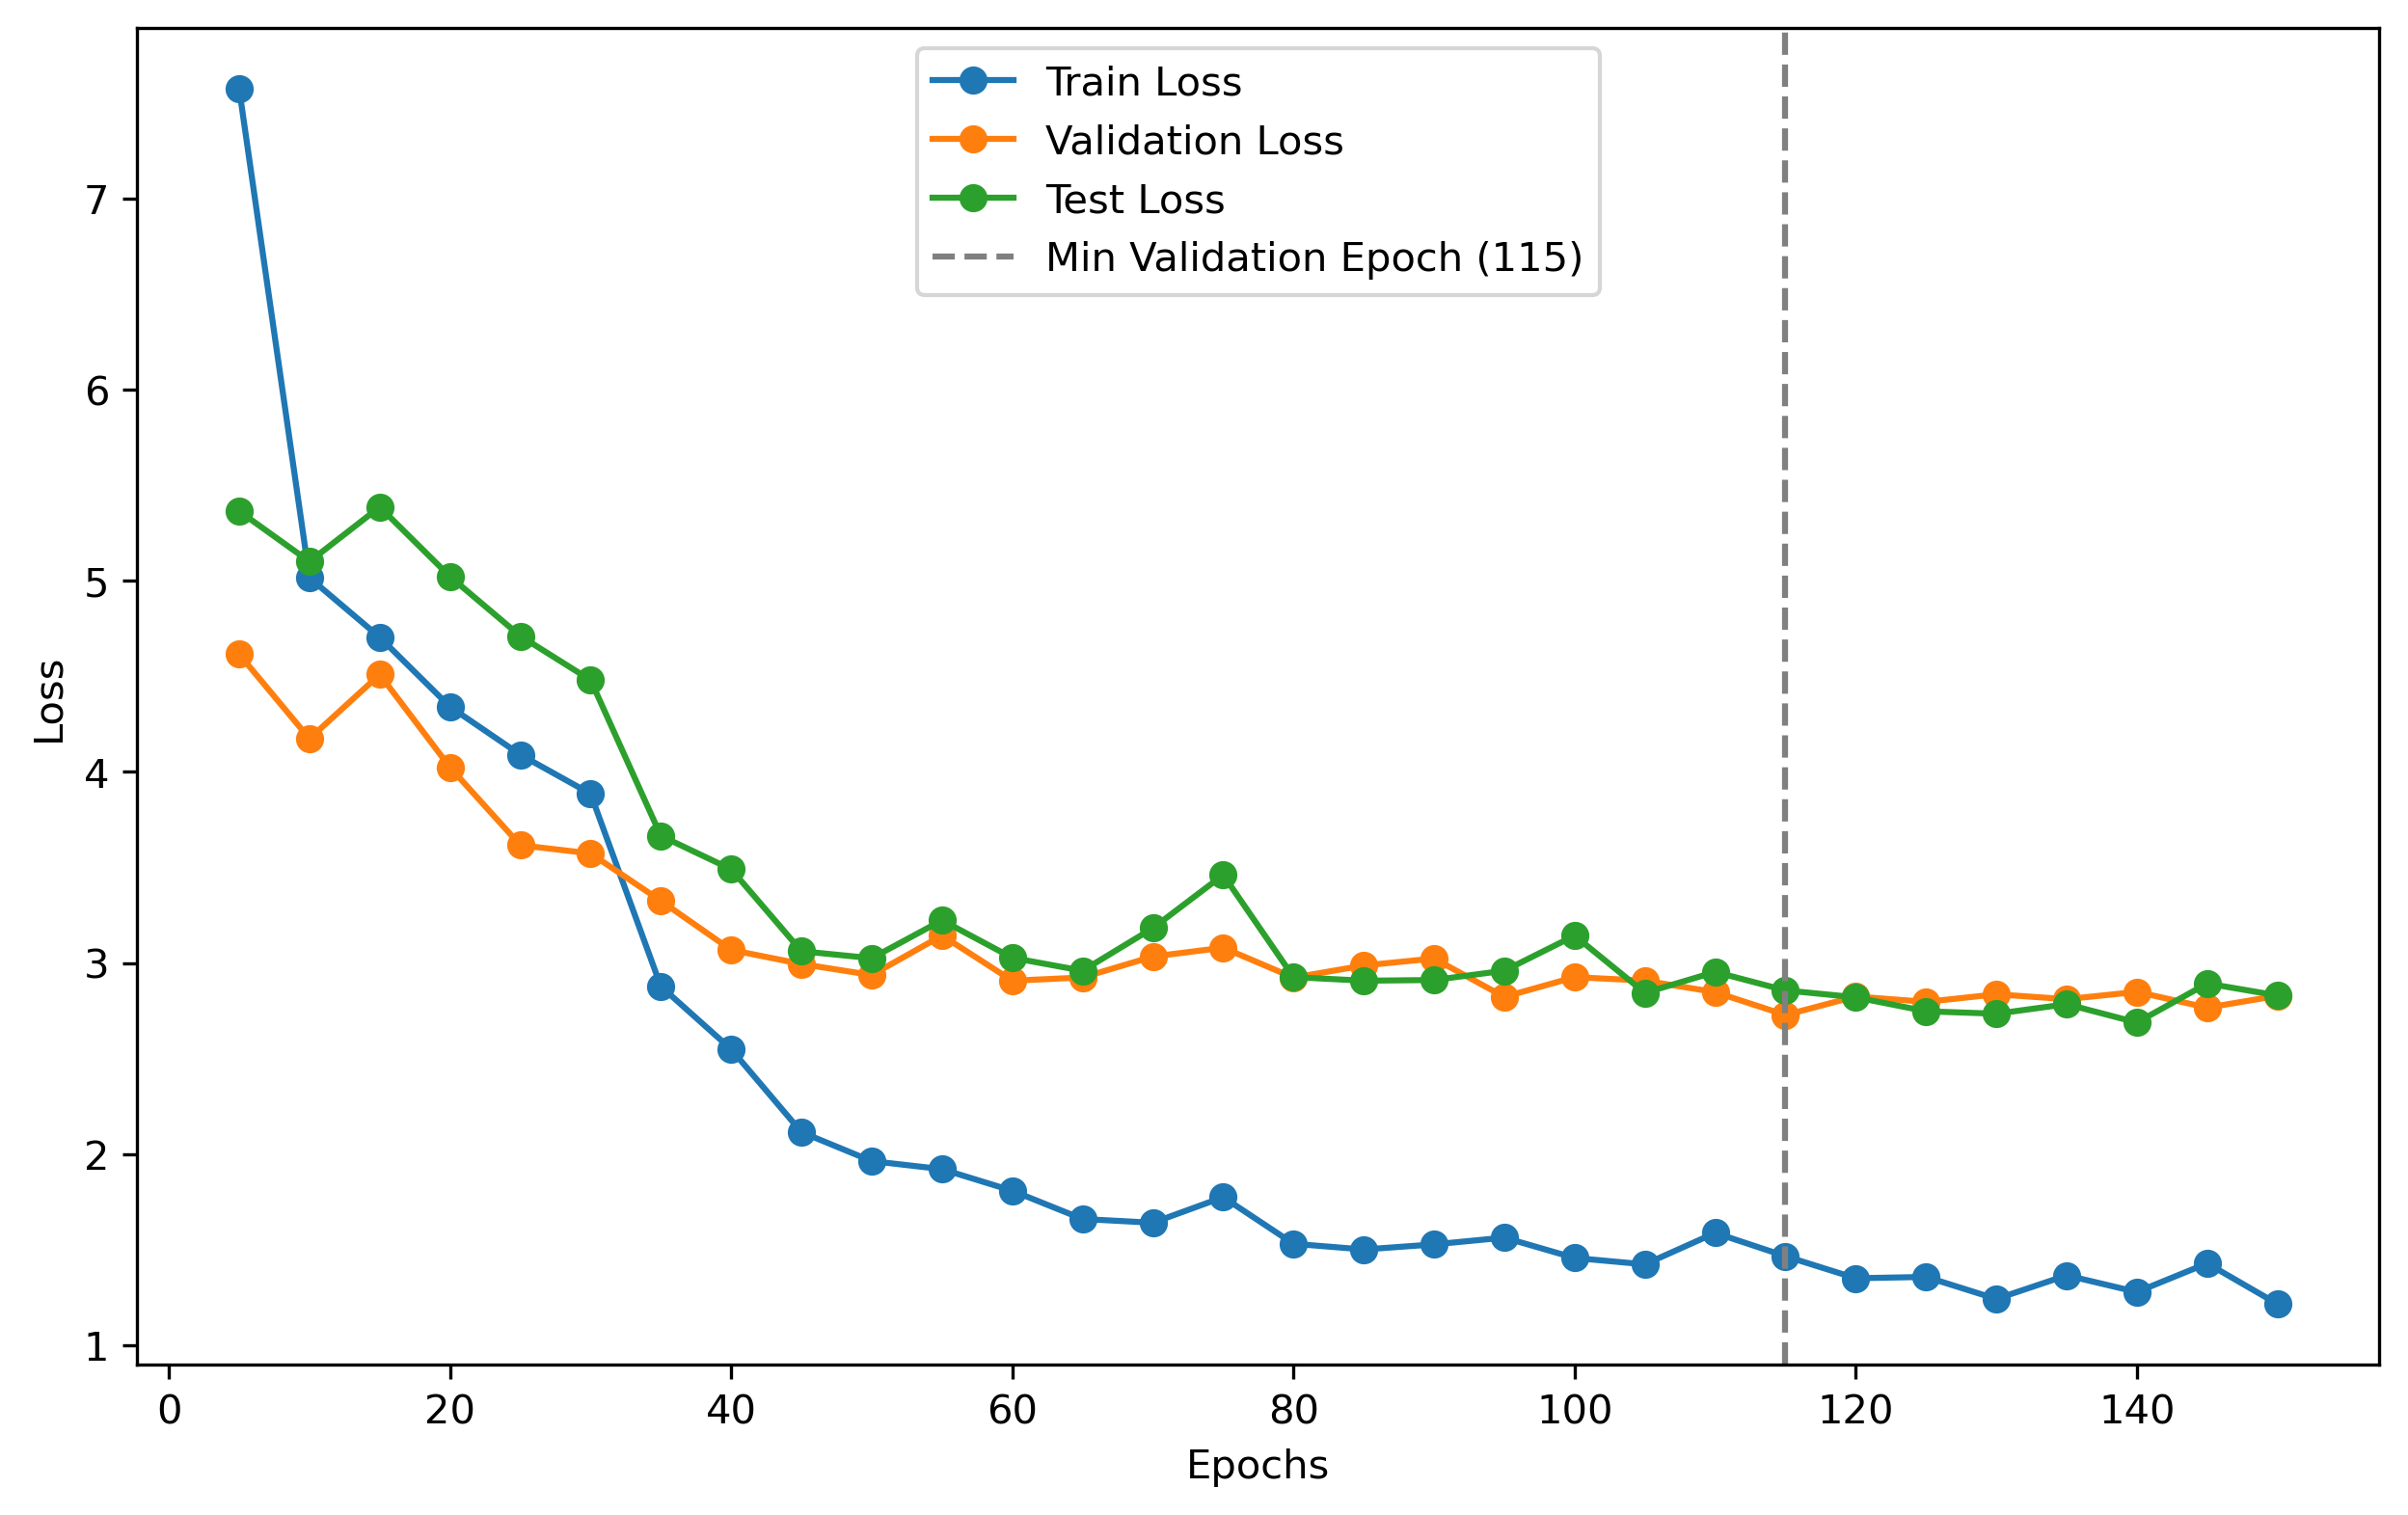 Train Loss
Validation Loss
Test Loss
Min Validation Epoch (115)
7
6
5
4
3
2
1
Loss
0 20 40 60 80 100 120 140
Epochs